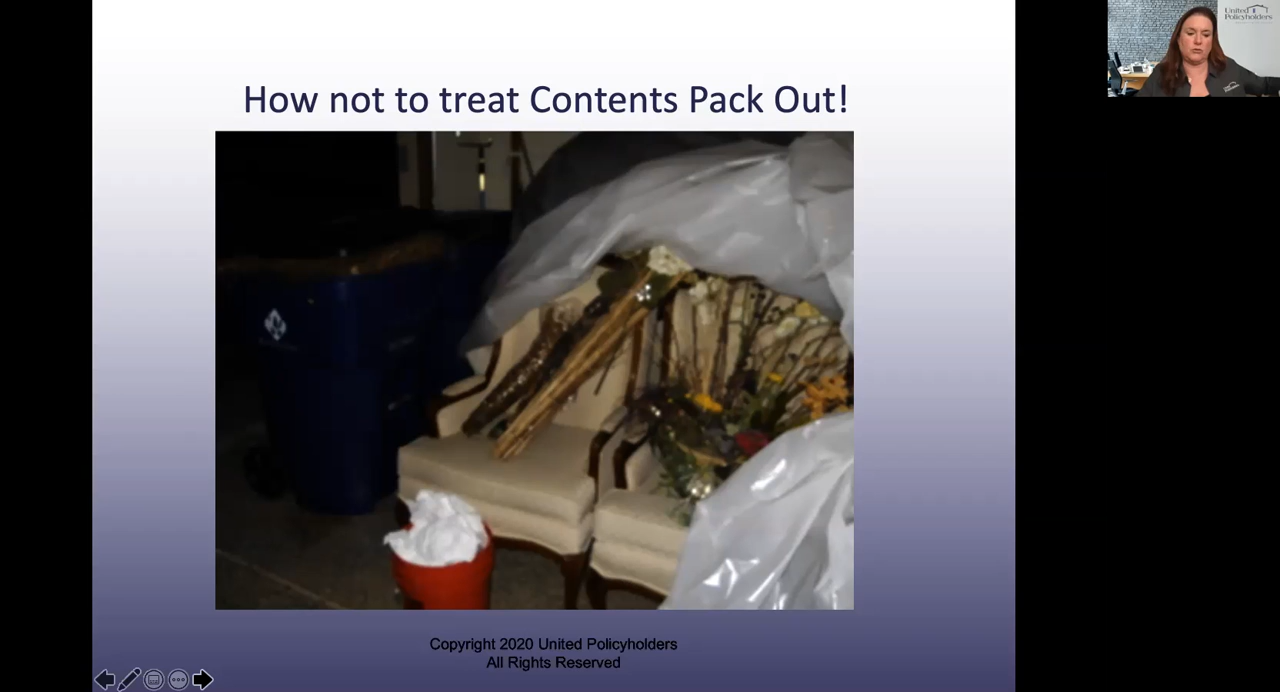 How not to treat Contents Pack Out!
Copyright 2020 United Policyholders
All Rights Reserved
United
Policyholders